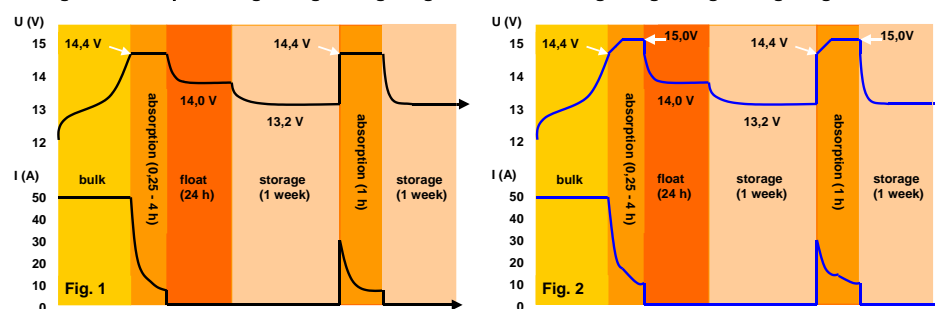 U (V)
15
14
13
12
14,4 V
14,0 V
13,2 V
14,4 V
absorption (0,25 - 4 h)
absorption (1 h)
I (A)
50
40
30
20
10
0
bulk
float
(24 h)
storage
(1 week)
storage
(1 week)
Fig. 1
U (V)
15
14
13
12
14,4 V
15,0V
14,0 V
13,2 V
14,4 V
15,0V
absorption (0,25 - 4 h)
absorption (1 h)
I (A)
50
40
30
20
10
0
bulk
float
(24 h)
storage
(1 week)
storage
(1 week)
Fig. 2